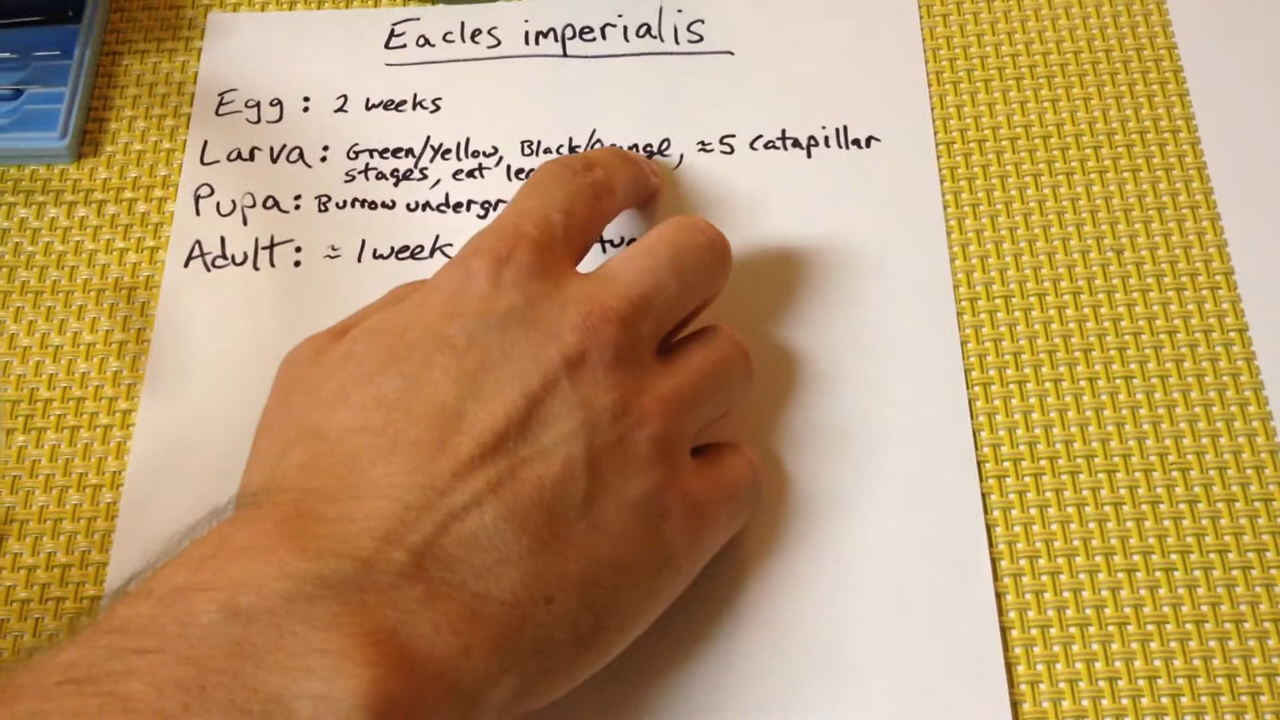 Eacles imperialis
Egg: 2 weeks
Larva: Green/Yellow, Black/Orange, ≈5 catapillar
stages, eat
Pupa: Burrow
Adult: ≈ 1 week